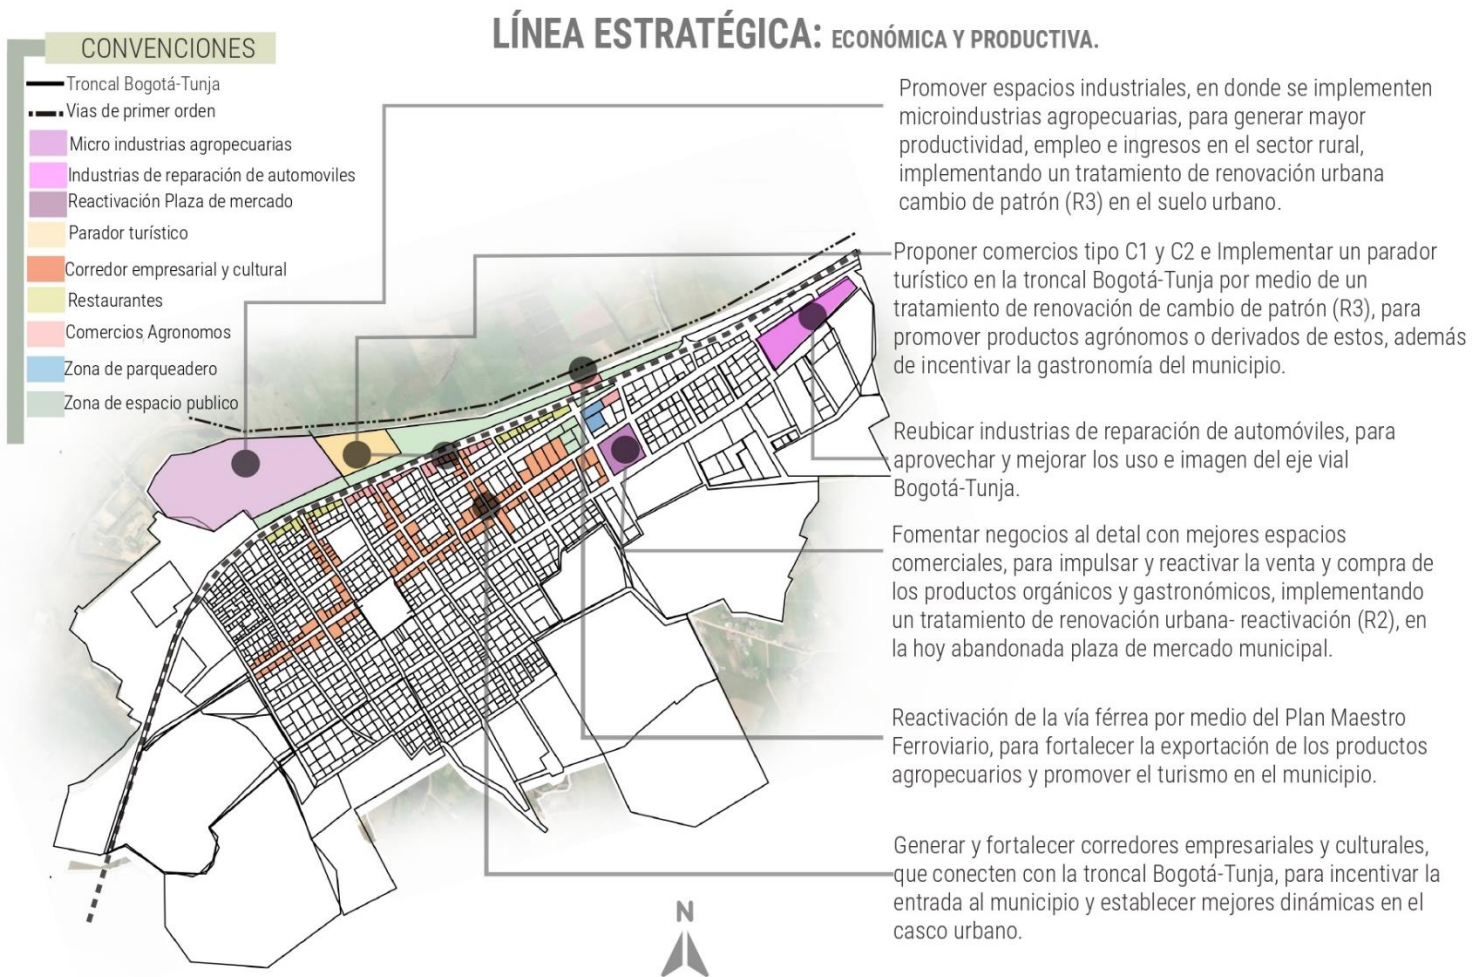 LÍNEA ESTRATÉGICA: ECONÓMICA Y PRODUCTIVA.
CONVENCIONES
Troncal Bogotá-Tunja
Vias de primer orden
Micro industrias agropecuarias
Industrias de reparación de automoviles
Reactivación Plaza de mercado
Parador turístico
Corredor empresarial y cultural
Restaurantes
Comercios Agronomos
Zona de parqueadero
Zona de espacio publico
Promover espacios industriales, en donde se implementen
microindustrias agropecuarias, para generar mayor
productividad, empleo e ingresos en el sector rural,
implementando un tratamiento de renovación urbana
cambio de patrón (R3) en el suelo urbano.
Proponer comercios tipo C1 y C2 e Implementar un parador
turístico en la troncal Bogotá-Tunja por medio de un
tratamiento de renovación de cambio de patrón (R3), para
promover productos agrónomos o derivados de estos, además
de incentivar la gastronomía del municipio.
Reubicar industrias de reparación de automóviles, para
aprovechar y mejorar los uso e imagen del eje vial
Bogotá-Tunja.
Fomentar negocios al detal con mejores espacios
comerciales, para impulsar y reactivar la venta y compra de
los productos orgánicos y gastronómicos, implementando
un tratamiento de renovación urbana- reactivación (R2), en
la hoy abandonada plaza de mercado municipal.
Reactivación de la vía férrea por medio del Plan Maestro
Ferroviario, para fortalecer la exportación de los productos
agropecuarios y promover el turismo en el municipio.
Generar y fortalecer corredores empresariales y culturales,
que conecten con la troncal Bogotá-Tunja, para incentivar la
entrada al municipio y establecer mejores dinámicas en el
casco urbano.
N